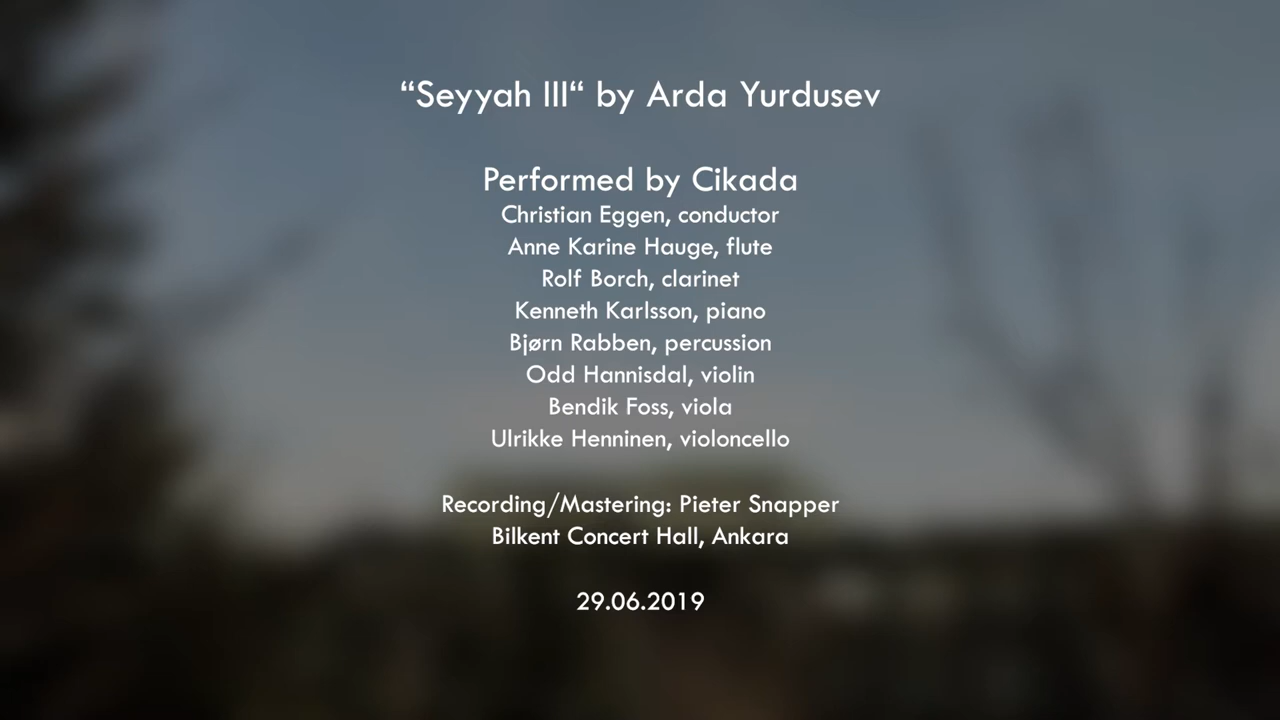 “Seyyah III“ by Arda Yurdusev
Performed by Cikada
Christian Eggen, conductor
Anne Karine Hauge, flute
Rolf Borch, clarinet
Kenneth Karlsson, piano
Bjørn Rabben, percussion
Odd Hannisdal, violin
Bendik Foss, viola
Ulrikke Henninen, violoncello
Recording/Mastering: Pieter Snapper
Bilkent Concert Hall, Ankara
29.06.2019